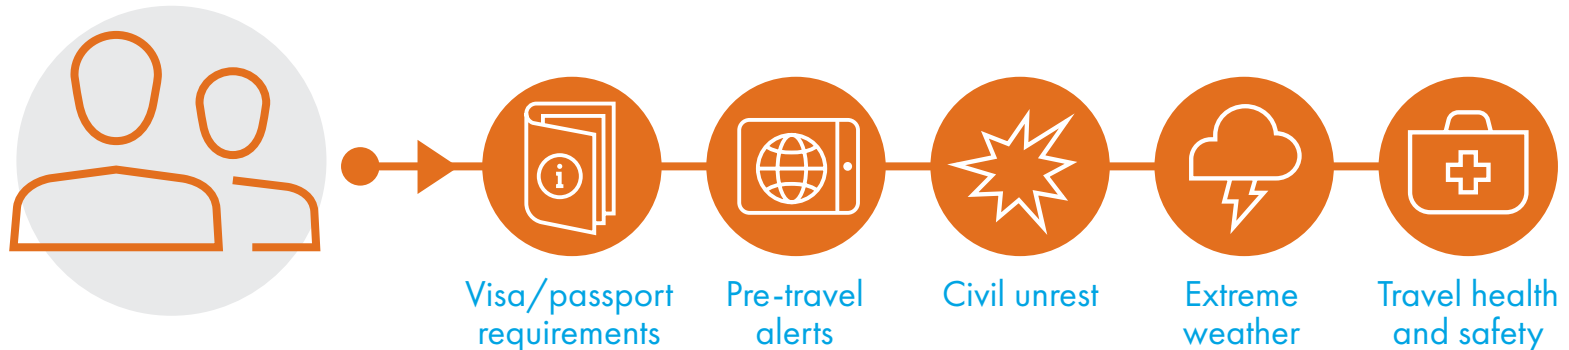 i
Visa/passport
requirements
Pre-travel
alerts
Civil unrest
Extreme
weather
Travel health
and safety